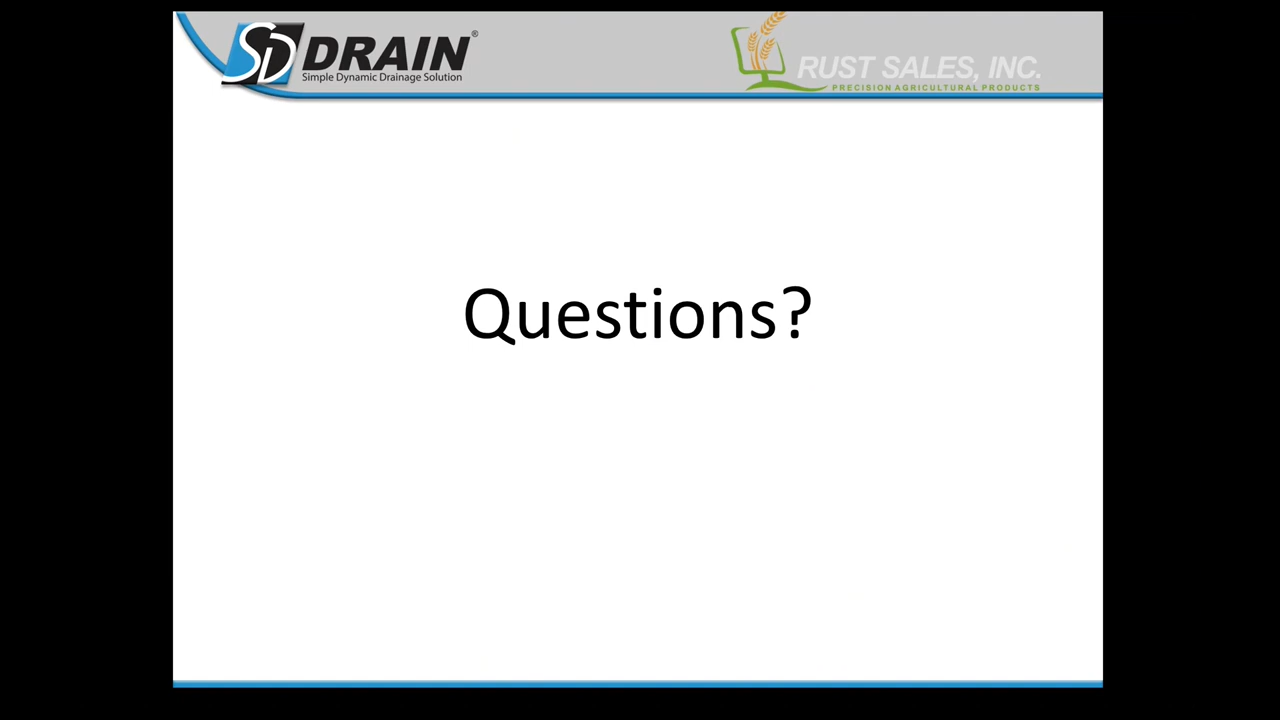 SD DRAIN®
Simple Dynamic Drainage Solution
RUST SALES, INC.
PRECISION AGRICULTURAL PRODUCTS
Questions?